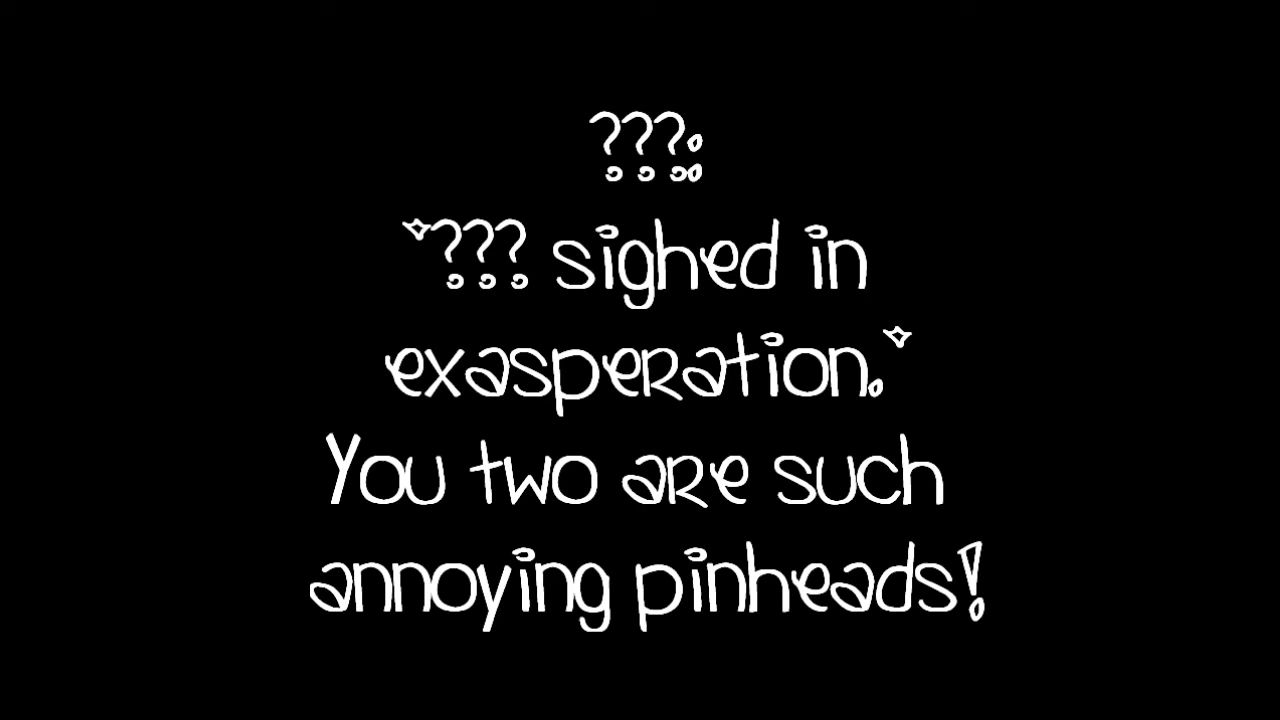 ???:
*??? sighed in
exasperation.*
You two are such
annoying pinheads!